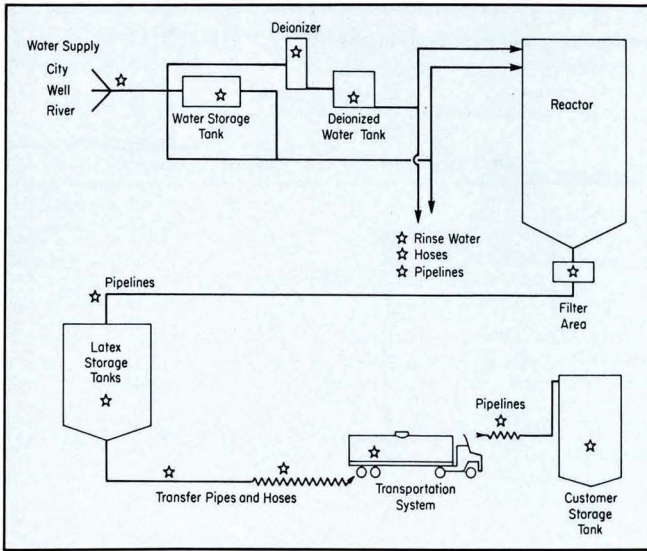 Deionizer
Water Supply
City
Well
River
Water Storage
Tank
Deionized
Water Tank
Reactor
Rinse Water
Hoses
Pipelines
Filter
Area
Pipelines
Latex
Storage
Tanks
Transfer Pipes and Hoses
Transportation
System
Pipelines
Customer
Storage
Tank